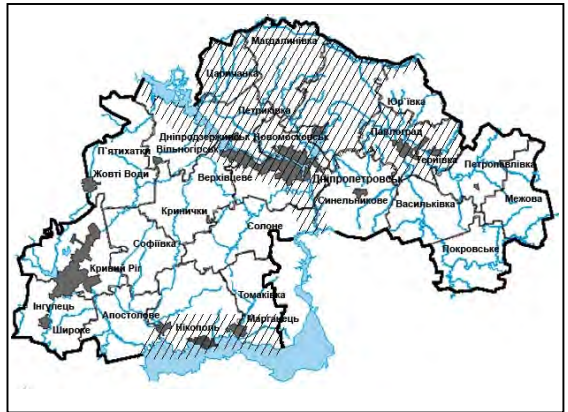 Магдалинівка
Царичанка
Петриківка
Юр'ївка
Дніпродзержинськ
Новомосковськ
Павлоград
П'ятихатки
Вільногірськ
Тернівка
Петропавлівка
Жовті Води
Верхівцеве
Дніпропетровськ
Синельникове
Васильківка
Межова
Кринички
Софіївка
Солоне
Покровське
Кривий Ріг
Томаківка
Інгулець
Апостолове
Широке
Нікополь
Марганець